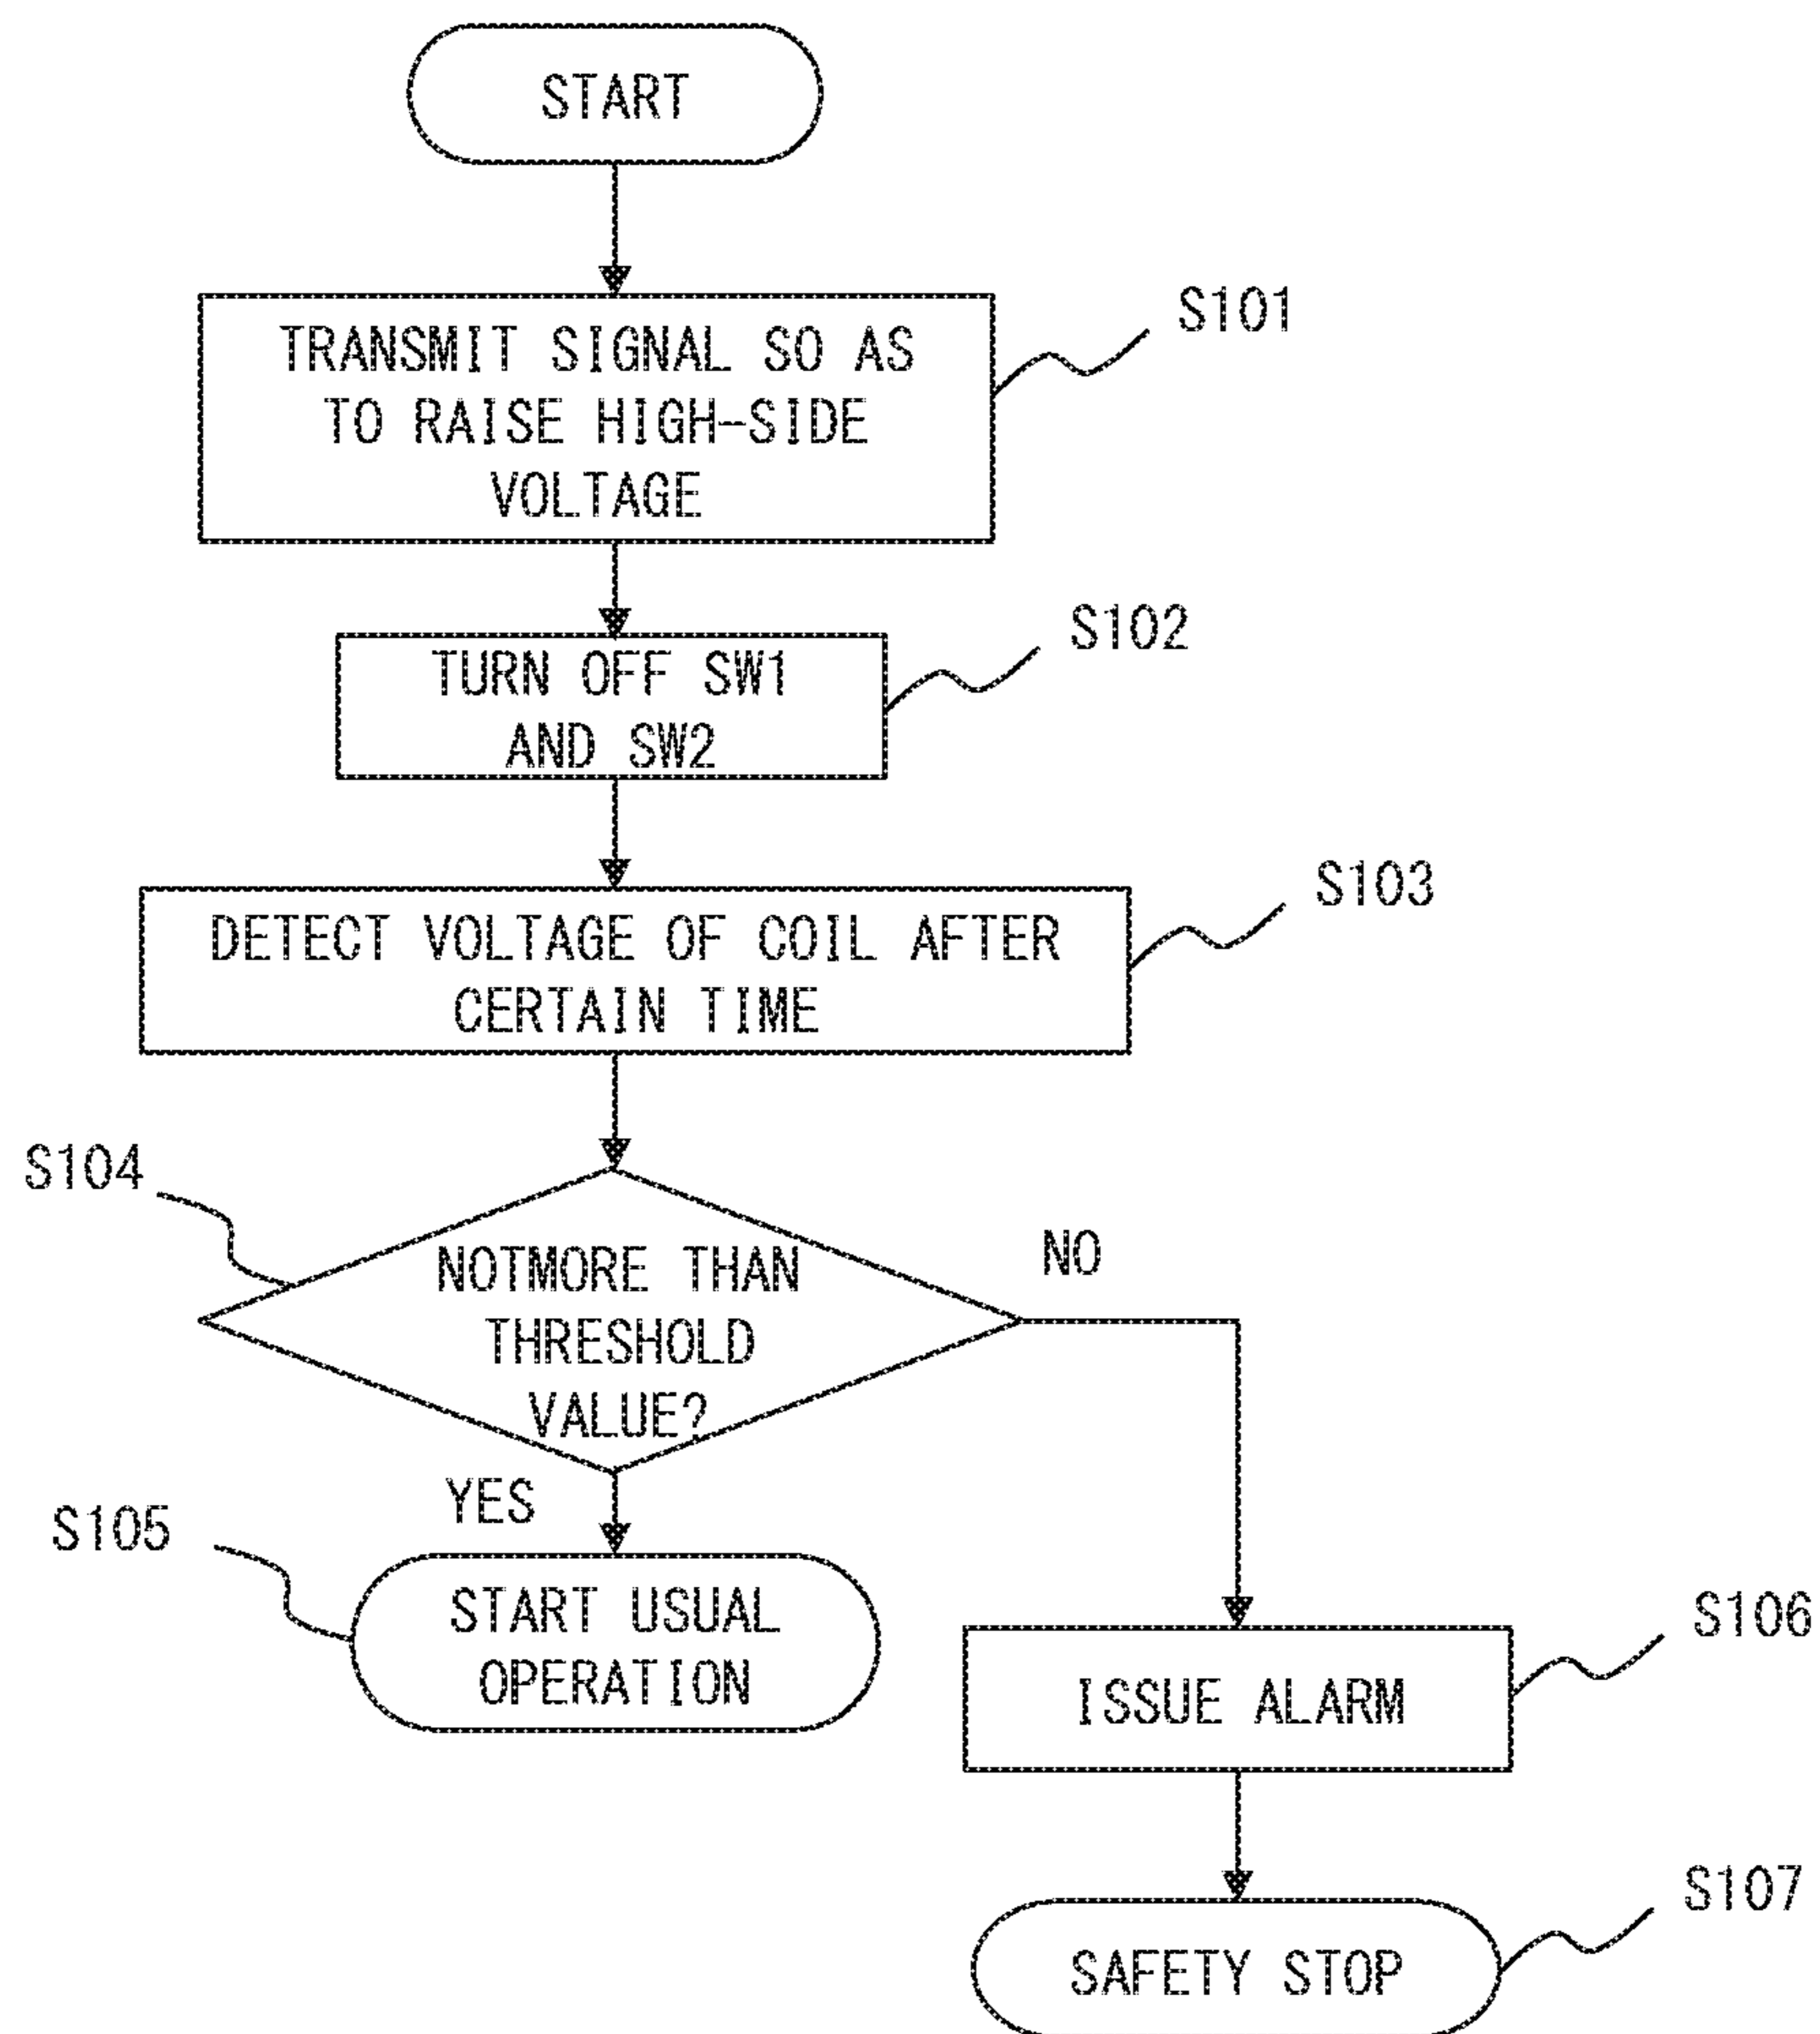 START
S101
TRANSMIT SIGNAL SO AS
TO RAISE HIGH-SIDE
VOLTAGE
S102
TURN OFF SW1
AND SW2
S103
DETECT VOLTAGE OF COIL AFTER
CERTAIN TIME
S104
NOTMORE THAN
THRESHOLD
VALUE?
NO
YES
S105
START USUAL
OPERATION
S106
ISSUE ALARM
S107
SAFETY STOP